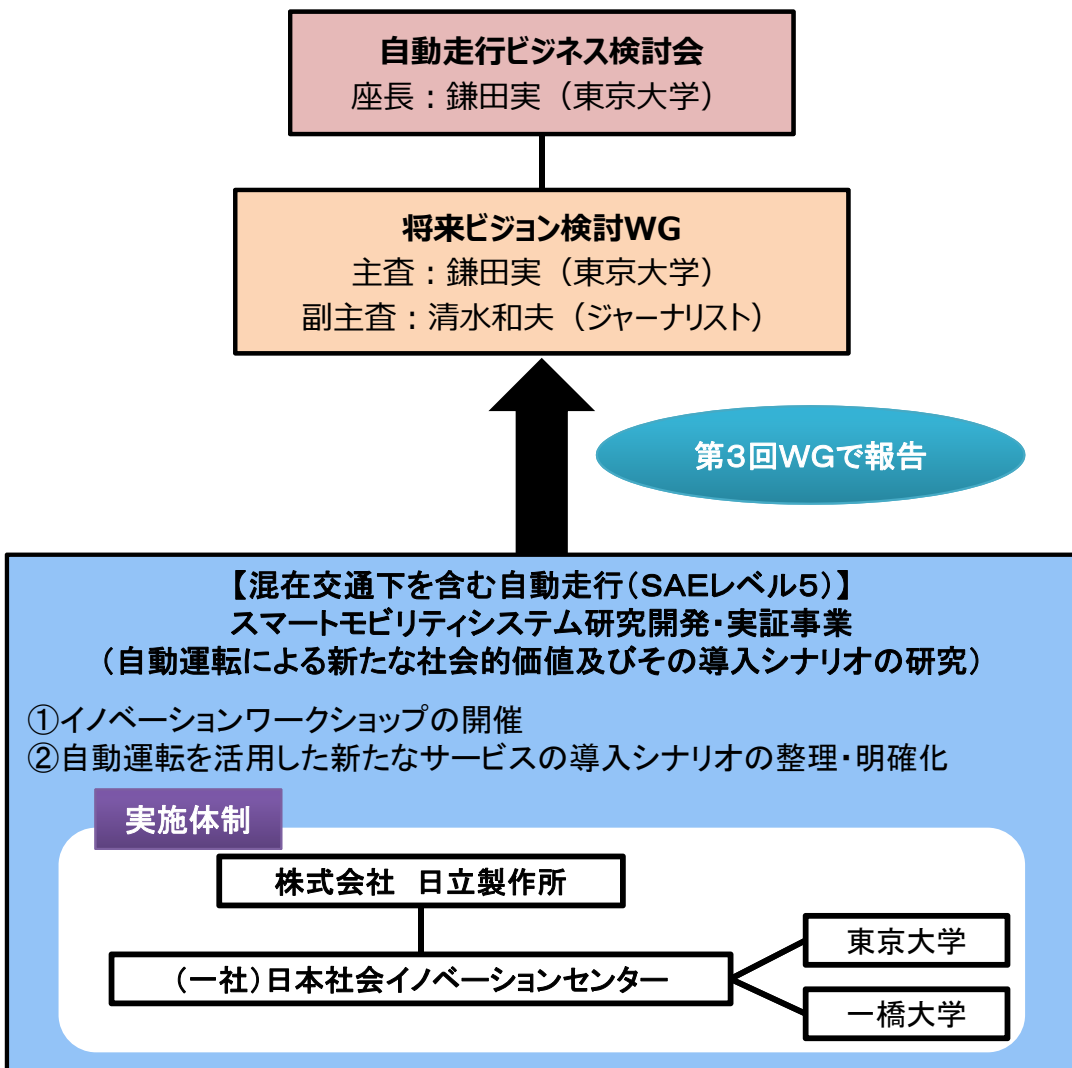 自動走行ビジネス検討会
座長：鎌田実（東京大学）
将来ビジョン検討WG
主査：鎌田実（東京大学）
副主査：清水和夫（ジャーナリスト）
第3回WGで報告
【混在交通下を含む自動走行（SAEレベル5）】
スマートモビリティシステム研究開発・実証事業
（自動運転による新たな社会的価値及びその導入シナリオの研究）
①イノベーションワークショップの開催
②自動運転を活用した新たなサービスの導入シナリオの整理・明確化
実施体制
株式会社　日立製作所
（一社）日本社会イノベーションセンター
東京大学
一橋大学